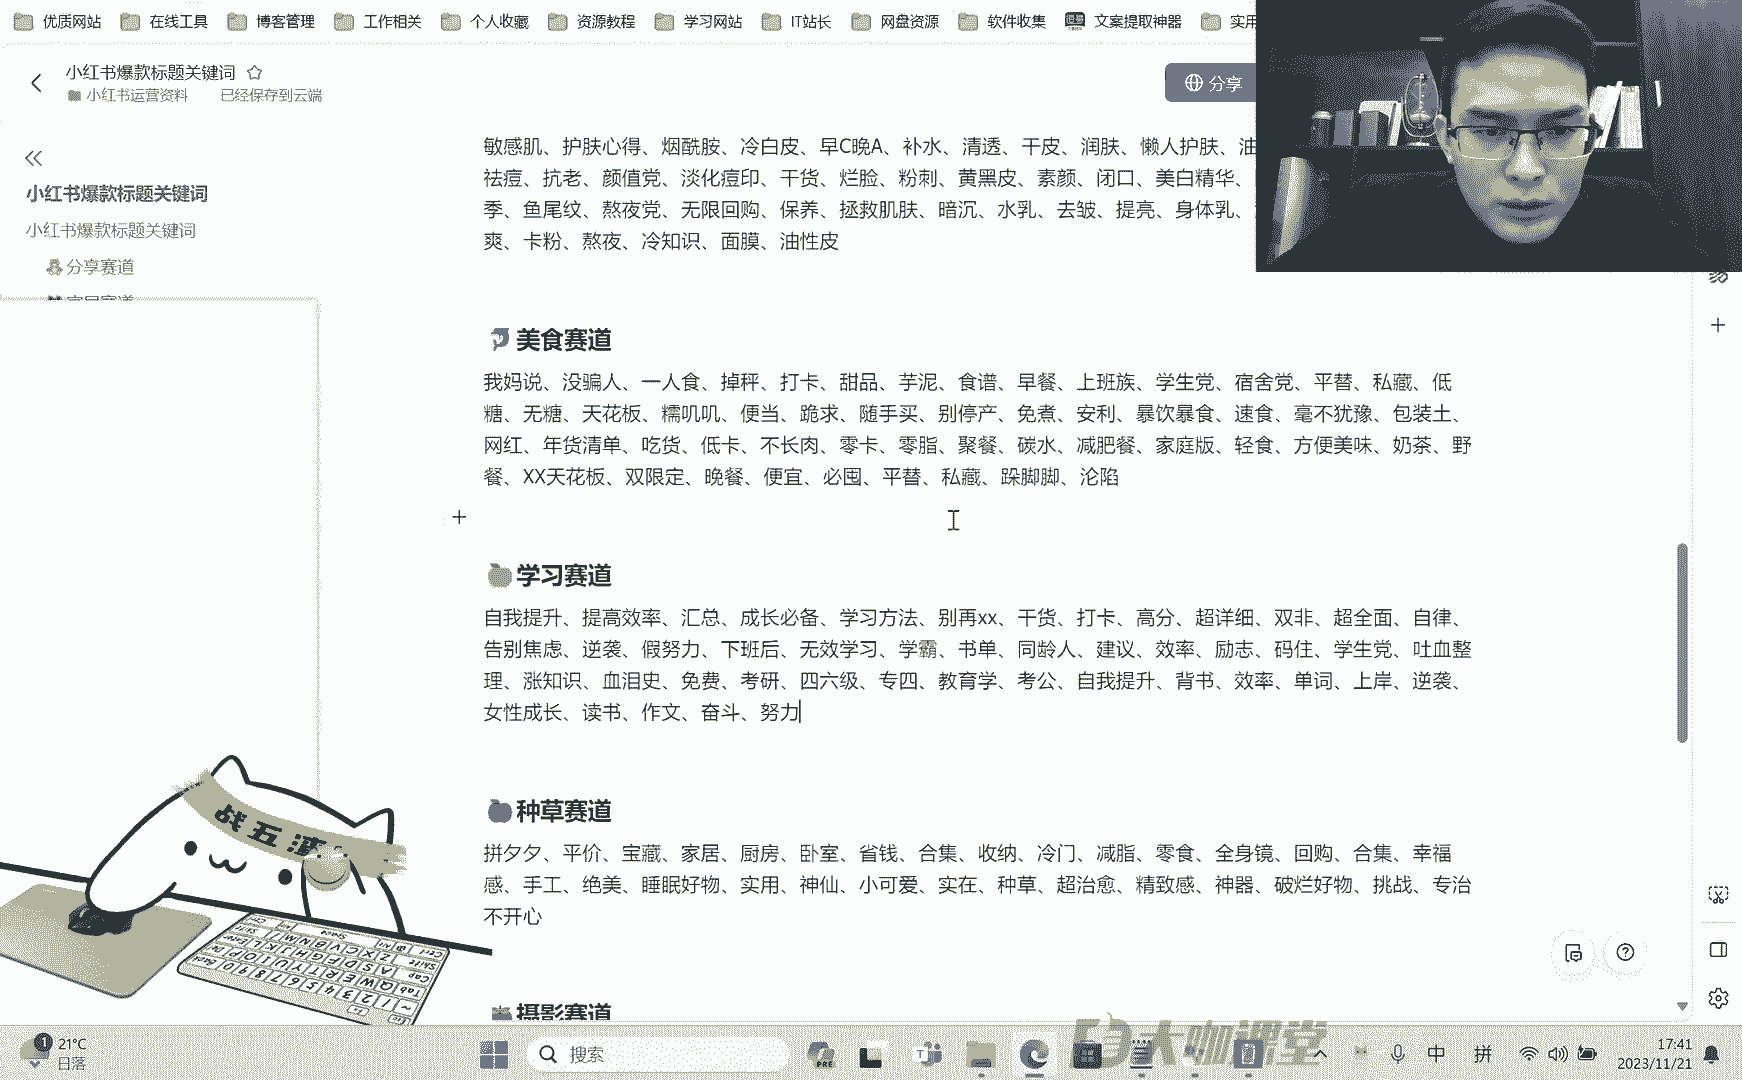 优质网站 在线工具 博客管理 工作相关 个人收藏 资源教程 学习网站 IT站长 网盘资源 软件收集 文案提取神器 实用
小红书爆款标题关键词
小红书运营资料 已经保存到云端
分享
小红书爆款标题关键词
小红书爆款标题关键词
分享赛道
敏感肌、护肤心得、烟酰胺、冷白皮、早C晚A、补水、清透、干皮、润肤、懒人护肤、油
祛痘、抗老、颜值党、淡化痘印、干货、烂脸、粉刺、黄黑皮、素颜、闭口、美白精华、
季、鱼尾纹、熬夜党、无限回购、保养、拯救肌肤、暗沉、水乳、去皱、提亮、身体乳、
爽、卡粉、熬夜、冷知识、面膜、油性皮
美食赛道
我妈说、没骗人、一人食、掉秤、打卡、甜品、芋泥、食谱、早餐、上班族、学生党、宿舍党、平替、私藏、低
糖、无糖、天花板、糯叽叽、便当、跪求、随手买、别停产、免煮、安利、暴饮暴食、速食、毫不犹豫、包装土、
网红、年货清单、吃货、低卡、不长肉、零卡、零脂、聚餐、碳水、减肥餐、家庭版、轻食、方便美味、奶茶、野
餐、XX天花板、双限定、晚餐、便宜、必囤、平替、私藏、跺脚脚、沦陷
学习赛道
自我提升、提高效率、汇总、成长必备、学习方法、别再xx、干货、打卡、高分、超详细、双非、超全面、自律、
告别焦虑、逆袭、假努力、下班后、无效学习、学霸、书单、同龄人、建议、效率、励志、码住、学生党、吐血整
理、涨知识、血泪史、免费、考研、四六级、专四、教育学、考公、自我提升、背书、效率、单词、上岸、逆袭、
女性成长、读书、作文、奋斗、努力
种草赛道
拼夕夕、平价、宝藏、家居、厨房、卧室、省钱、合集、收纳、冷门、减脂、零食、全身镜、回购、合集、幸福
感、手工、绝美、睡眠好物、实用、神仙、小可爱、实在、种草、超治愈、精致感、神器、破烂好物、挑战、专治
不开心
摄影赛道
战五渣
大咖课堂
1
21°C
日落
搜索
PRE
中 拼
17:41
2023/11/21